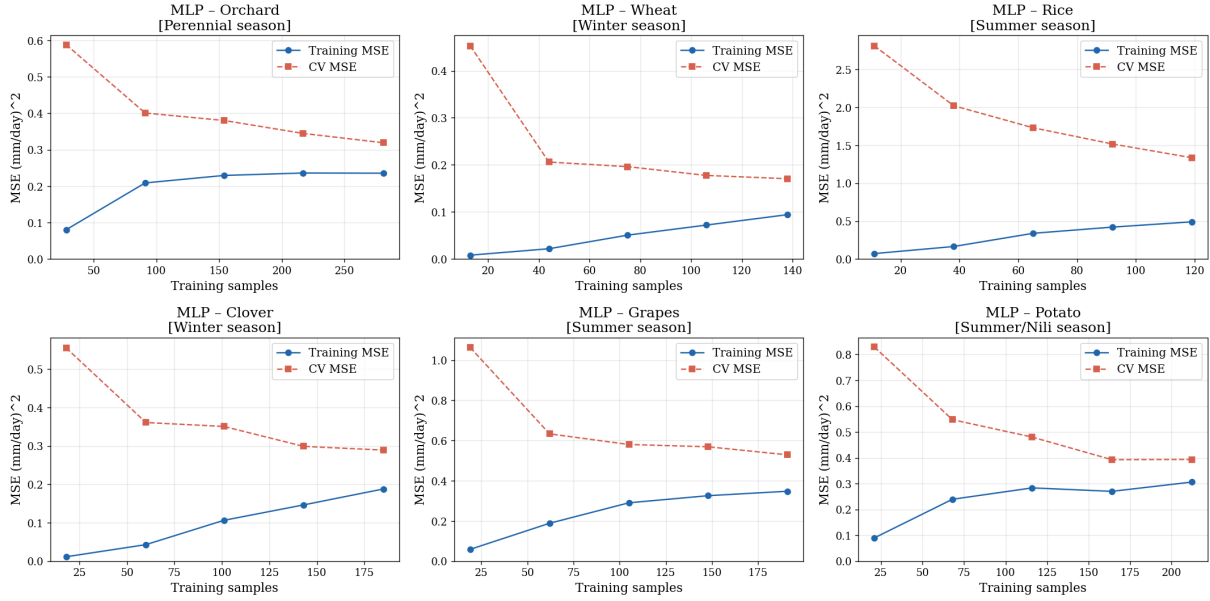 MLP – Orchard
[Perennial season]
MSE (mm/day)^2
0.6
0.5
0.4
0.3
0.2
0.1
0.0
Training MSE
CV MSE
50
100
150
200
250
Training samples
MLP – Wheat
[Winter season]
MSE (mm/day)^2
0.4
0.3
0.2
0.1
0.0
Training MSE
CV MSE
20
40
60
80
100
120
140
Training samples
MLP – Rice
[Summer season]
MSE (mm/day)^2
2.5
2.0
1.5
1.0
0.5
0.0
Training MSE
CV MSE
20
40
60
80
100
120
Training samples
MLP – Clover
[Winter season]
MSE (mm/day)^2
0.5
0.4
0.3
0.2
0.1
0.0
Training MSE
CV MSE
25
50
75
100
125
150
175
Training samples
MLP – Grapes
[Summer season]
MSE (mm/day)^2
1.0
0.8
0.6
0.4
0.2
0.0
Training MSE
CV MSE
25
50
75
100
125
150
175
Training samples
MLP – Potato
[Summer/Nili season]
MSE (mm/day)^2
0.8
0.7
0.6
0.5
0.4
0.3
0.2
0.1
0.0
Training MSE
CV MSE
25
50
75
100
125
150
175
200
Training samples